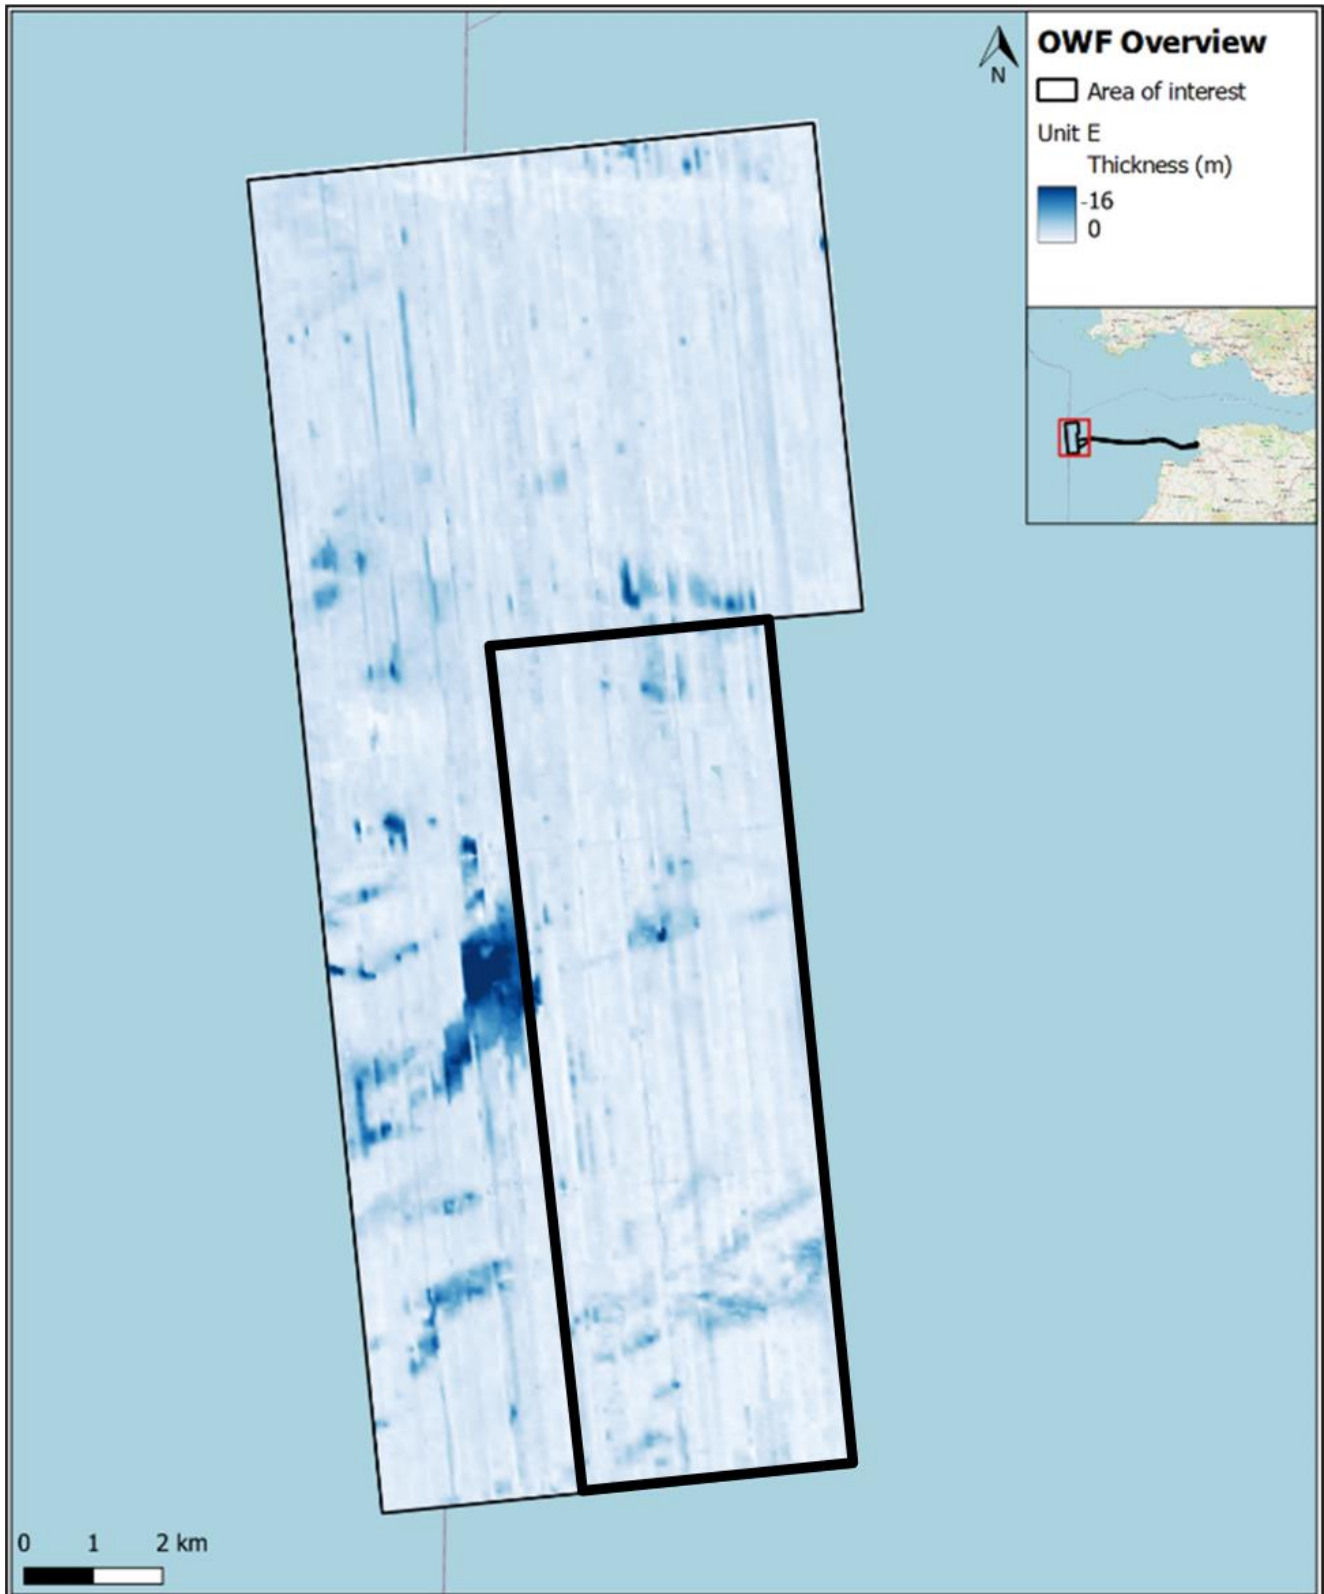 N
OWF Overview
Area of interest
Unit E
Thickness (m)
-16
0
0 1 2 km